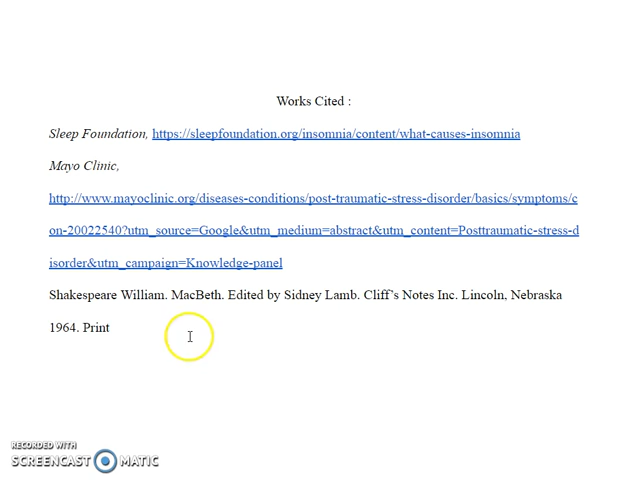 Works Cited :
Sleep Foundation, https://sleepfoundation.org/insomnia/content/what-causes-insomnia
Mayo Clinic,
http://www.mayoclinic.org/diseases-conditions/post-traumatic-stress-disorder/basics/symptoms/c
on-20022540?utm_source=Google&utm_medium=abstract&utm_content=Posttraumatic-stress-d
isorder&utm_campaign=Knowledge-panel
Shakespeare William. MacBeth. Edited by Sidney Lamb. Cliff's Notes Inc. Lincoln, Nebraska
1964. Print
RECORDED WITH
SCREENCAST MATIC